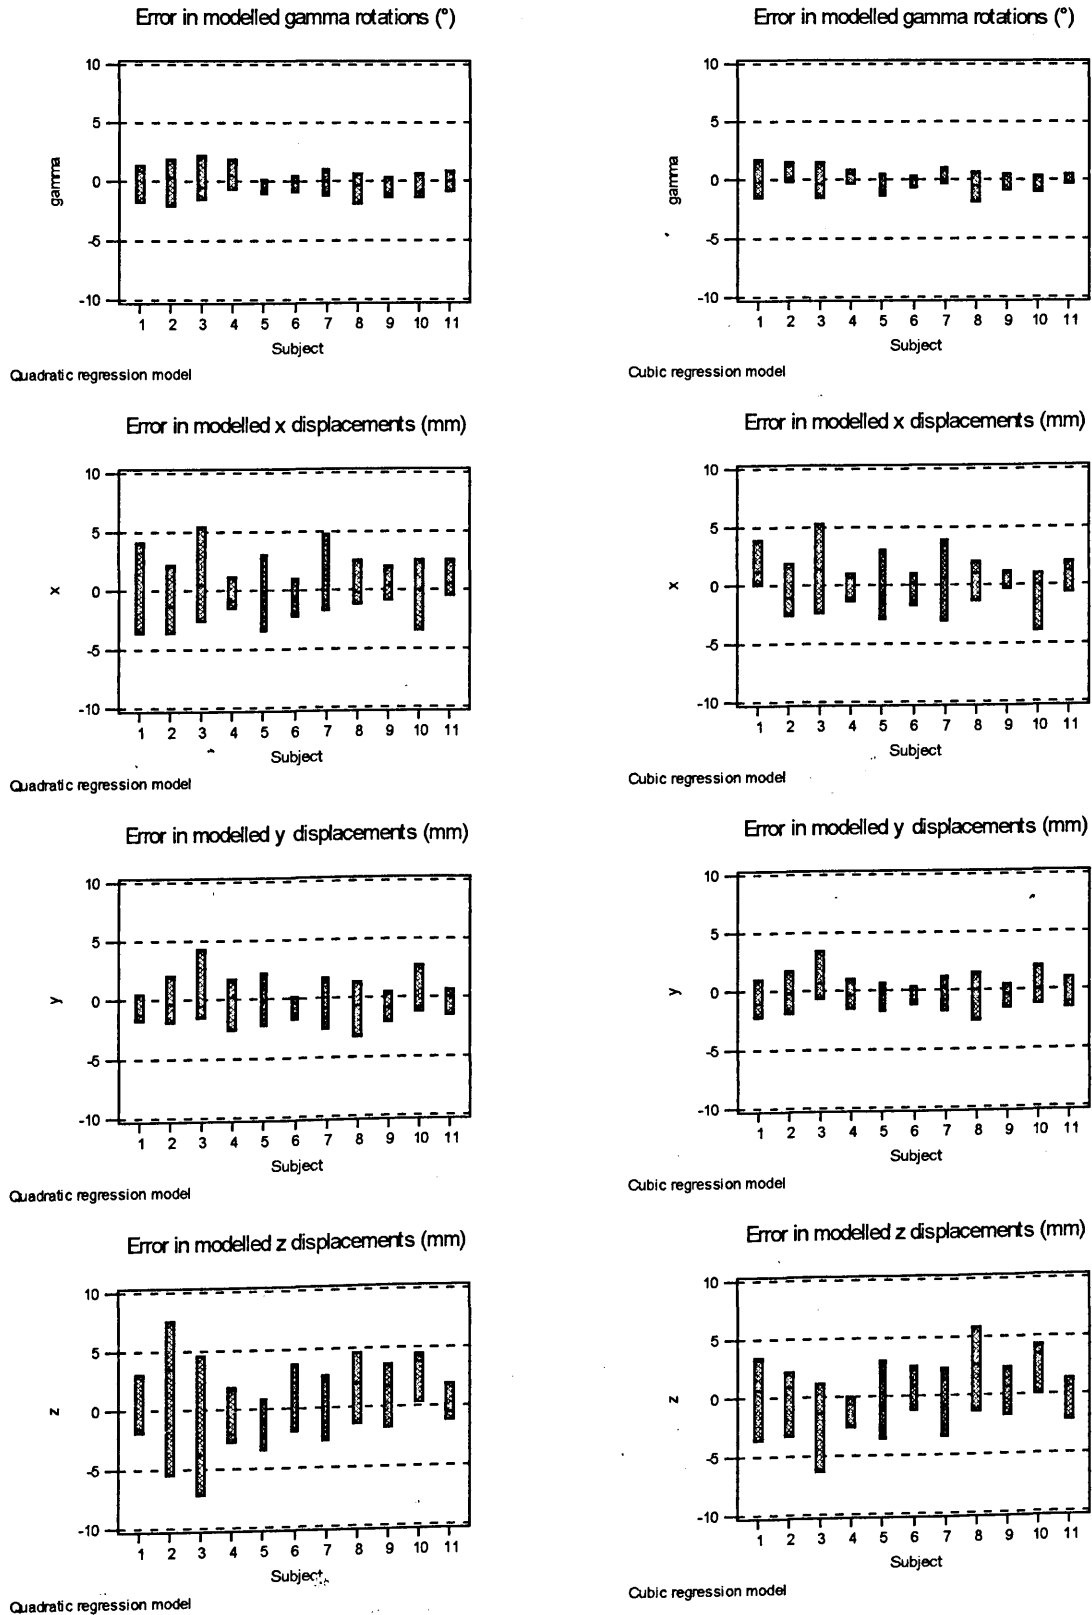 Error in modelled gamma rotations (°)
10
5
0
-5
-10
gamma
1 2 3 4 5 6 7 8 9 10 11
Subject
Quadratic regression model
Error in modelled gamma rotations (°)
10
5
0
-5
-10
gamma
1 2 3 4 5 6 7 8 9 10 11
Subject
Cubic regression model
Error in modelled x displacements (mm)
10
5
0
-5
-10
x
1 2 3 4 5 6 7 8 9 10 11
Subject
Quadratic regression model
Error in modelled x displacements (mm)
10
5
0
-5
-10
x
1 2 3 4 5 6 7 8 9 10 11
Subject
Cubic regression model
Error in modelled y displacements (mm)
10
5
0
-5
-10
y
1 2 3 4 5 6 7 8 9 10 11
Subject
Quadratic regression model
Error in modelled y displacements (mm)
10
5
0
-5
-10
y
1 2 3 4 5 6 7 8 9 10 11
Subject
Cubic regression model
Error in modelled z displacements (mm)
10
5
0
-5
-10
z
1 2 3 4 5 6 7 8 9 10 11
Subject
Quadratic regression model
Error in modelled z displacements (mm)
10
5
0
-5
-10
z
1 2 3 4 5 6 7 8 9 10 11
Subject
Cubic regression model